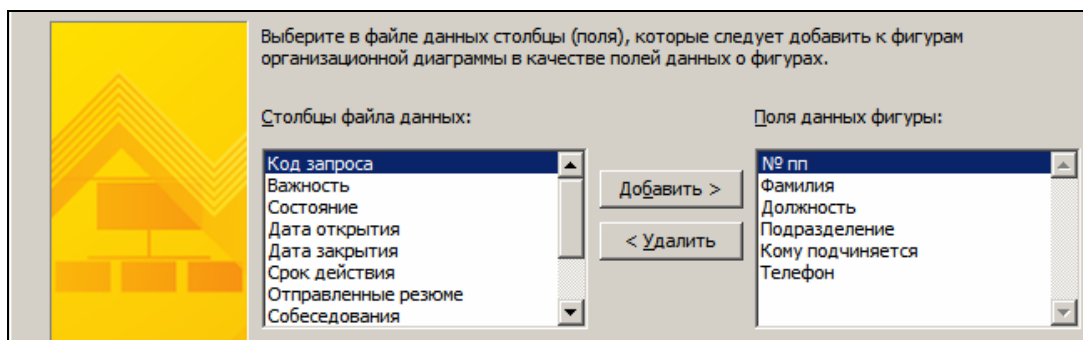 Выберите в файле данных столбцы (поля), которые следует добавить к фигурам
организационной диаграммы в качестве полей данных о фигурах.
Столбцы файла данных:
Код запроса
Важность
Состояние
Дата открытия
Дата закрытия
Срок действия
Отправленные резюме
Собеседования
Добавить >
< Удалить
Поля данных фигуры:
№ пп
Фамилия
Должность
Подразделение
Кому подчиняется
Телефон